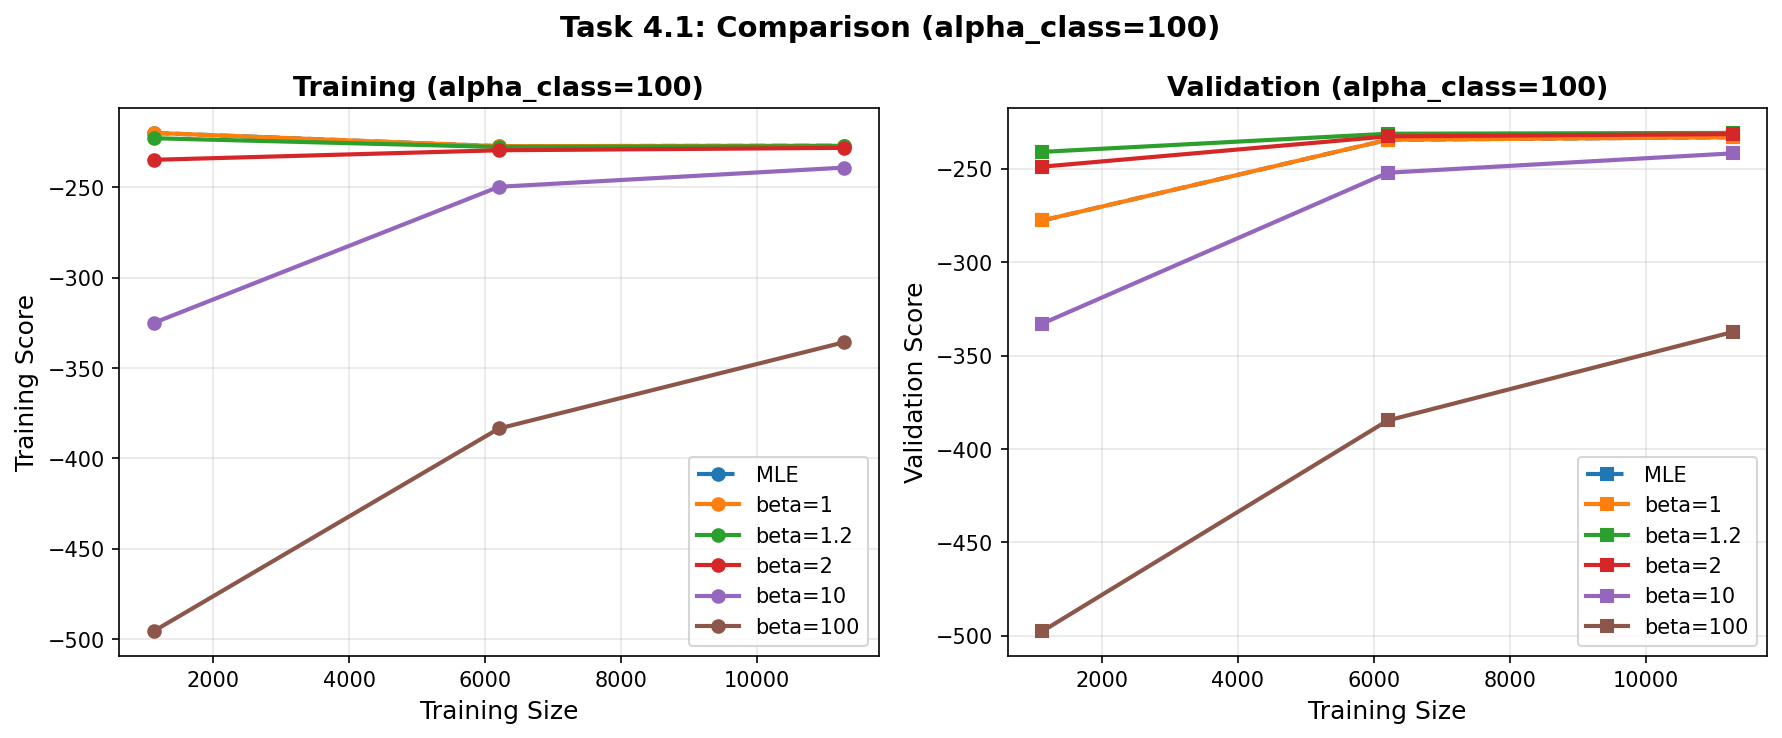 Task 4.1: Comparison (alpha_class=100)
Training (alpha_class=100)
Training Score
−250
−300
−350
−400
−450
−500
2000
4000
6000
8000
10000
Training Size
MLE
beta=1
beta=1.2
beta=2
beta=10
beta=100
Validation (alpha_class=100)
Validation Score
−250
−300
−350
−400
−450
−500
2000
4000
6000
8000
10000
Training Size
MLE
beta=1
beta=1.2
beta=2
beta=10
beta=100